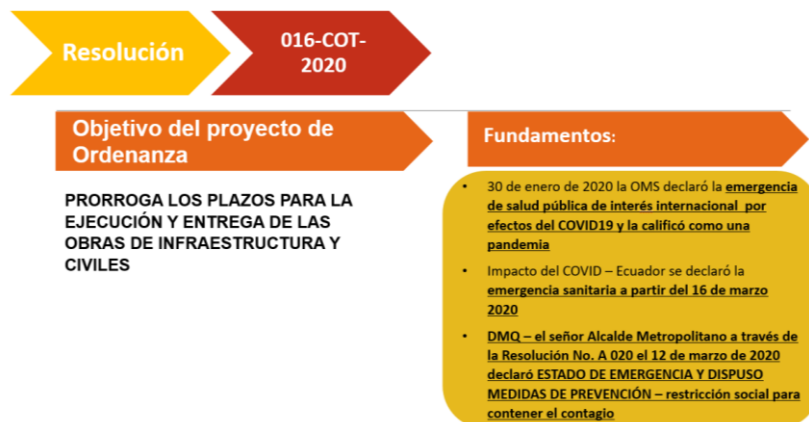 Resolución
016-COT-
2020
Objetivo del proyecto de
Ordenanza
PRORROGA LOS PLAZOS PARA LA
EJECUCIÓN Y ENTREGA DE LAS
OBRAS DE INFRAESTRUCTURA Y
CIVILES
Fundamentos:
• 30 de enero de 2020 la OMS declaró la emergencia
de salud pública de interés internacional por
efectos del COVID19 y la calificó como una
pandemia
• Impacto del COVID – Ecuador se declaró la
emergencia sanitaria a partir del 16 de marzo
2020
• DMQ – el señor Alcalde Metropolitano a través de
la Resolución No. A 020 el 12 de marzo de 2020
declaró ESTADO DE EMERGENCIA Y DISPUSO
MEDIDAS DE PREVENCIÓN – restricción social para
contener el contagio